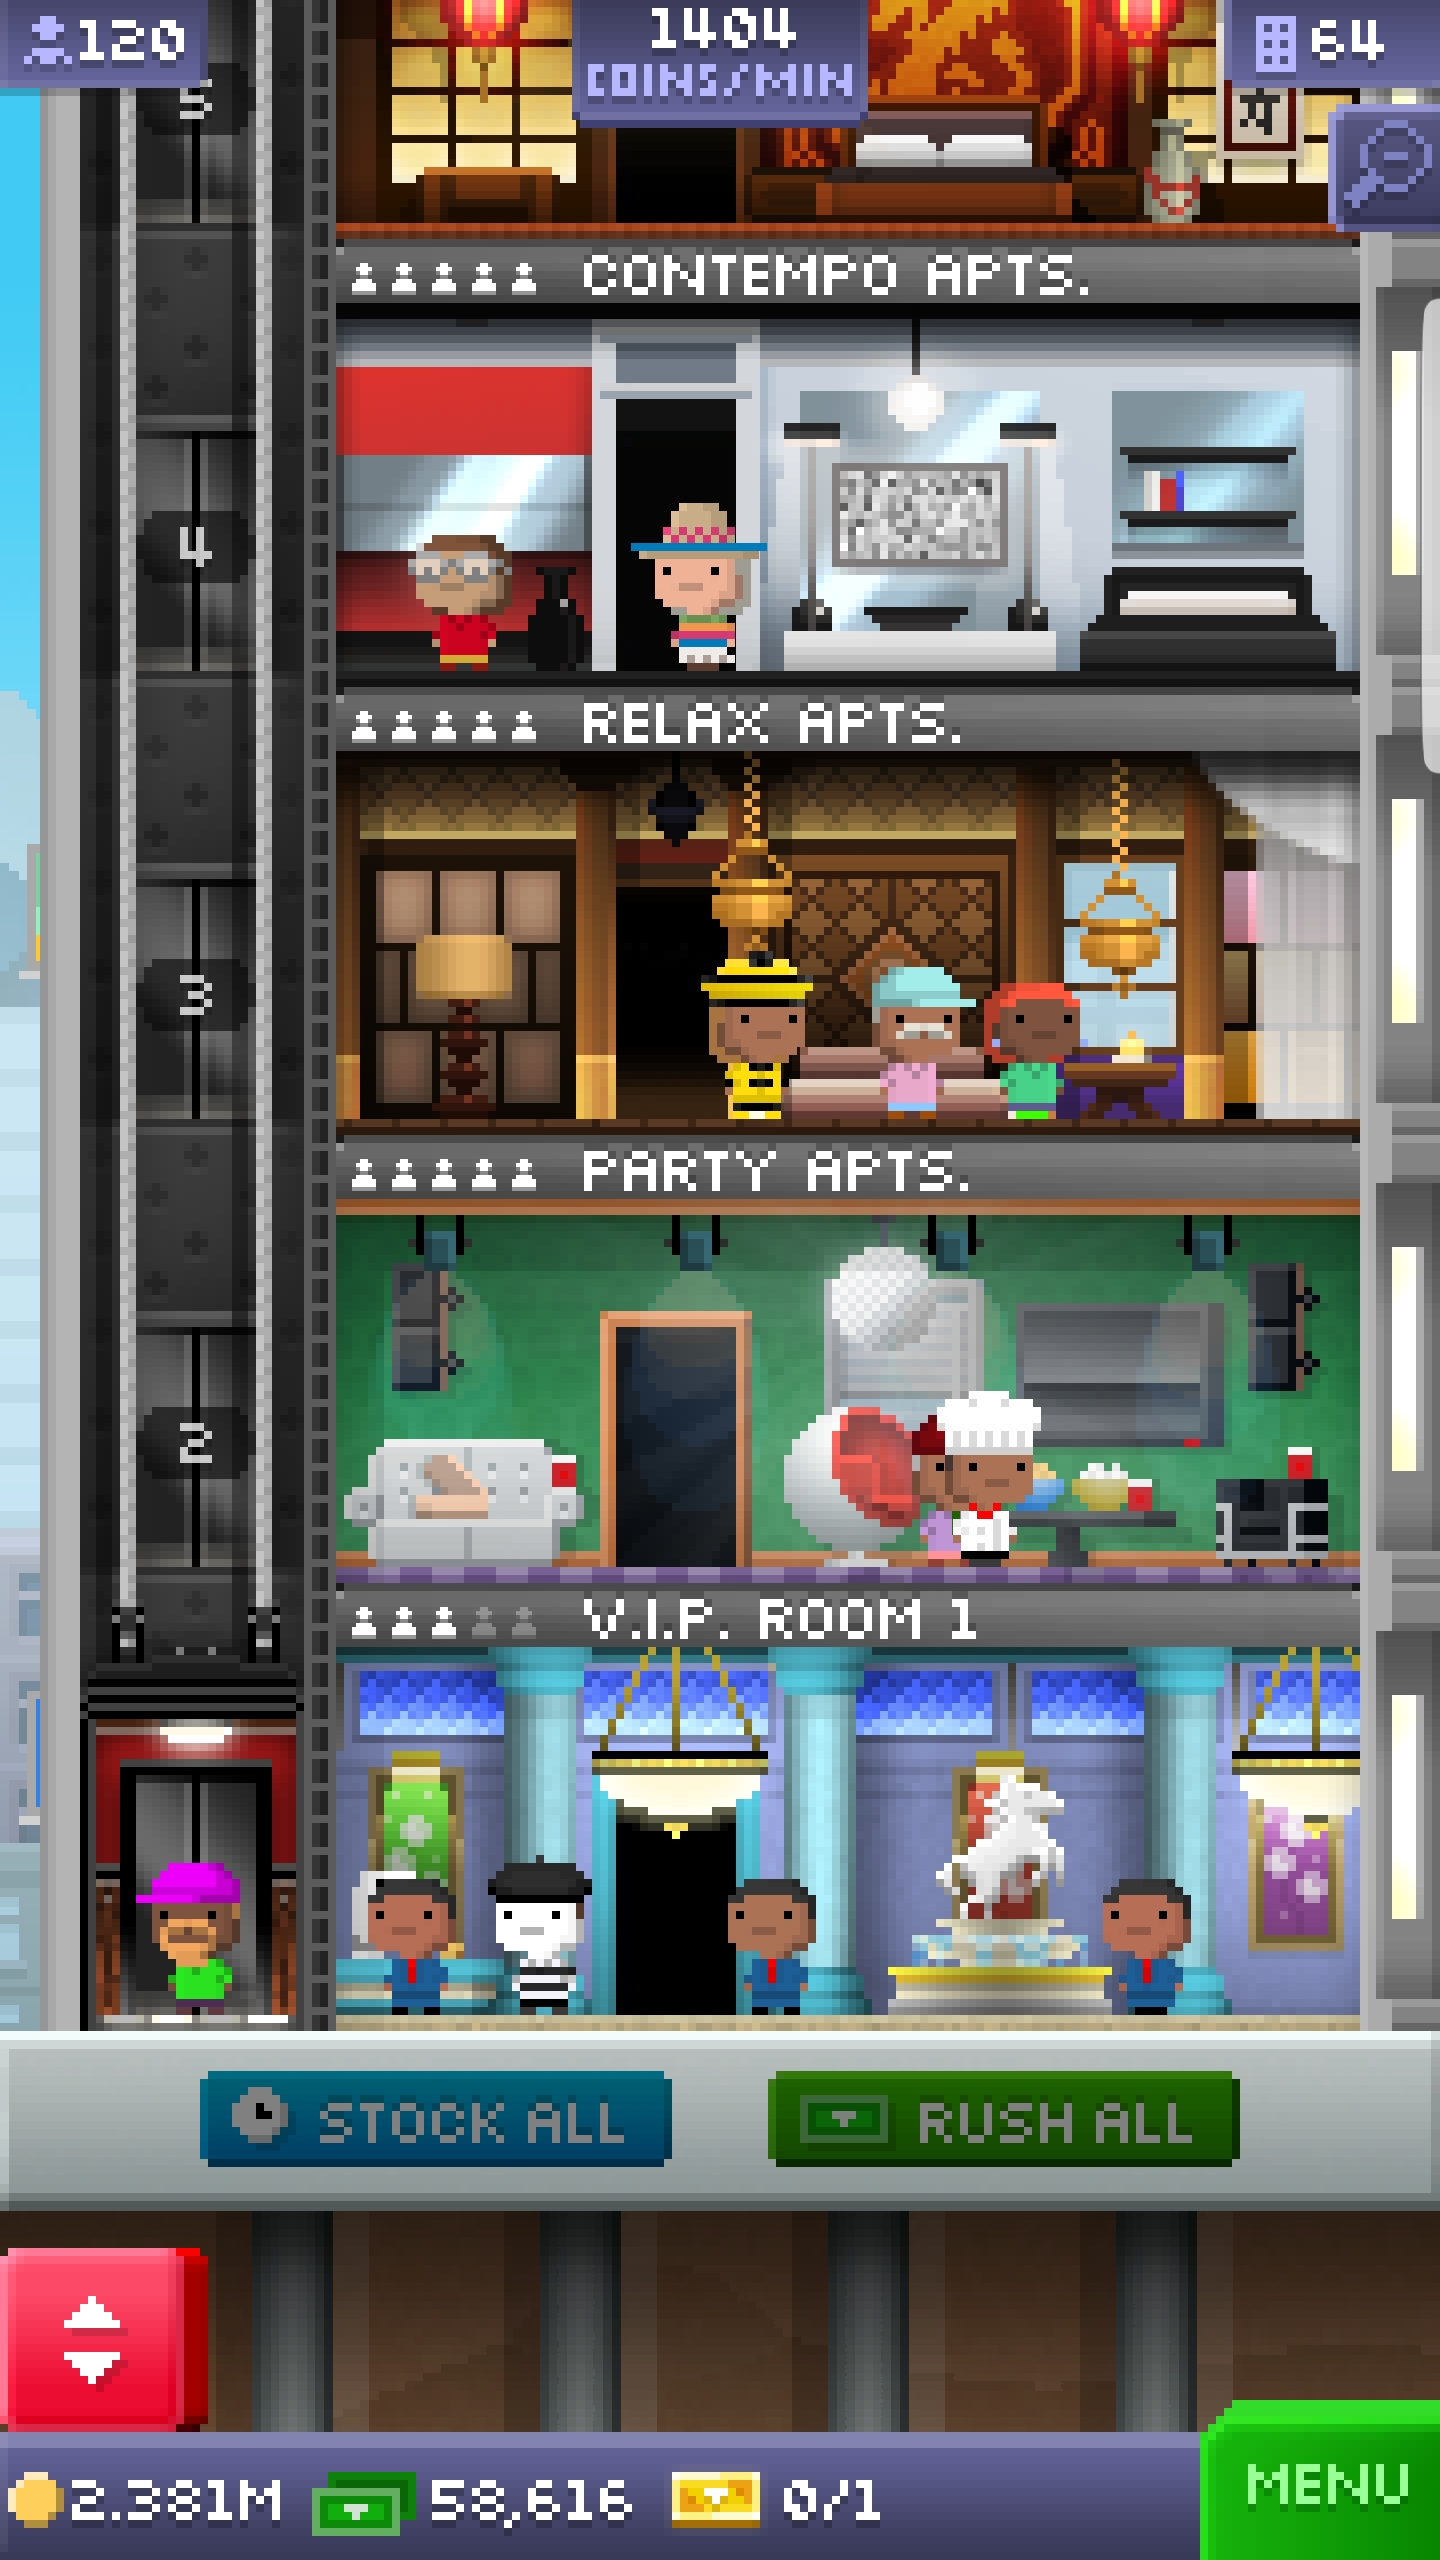 120
1404
COINS/MIN
64
5
CONTEMPO APTS.
4
RELAX APTS.
3
PARTY APTS.
2
V.I.P. ROOM 1
STOCK ALL
RUSH ALL
2.381M
58,616
0/1
MENU